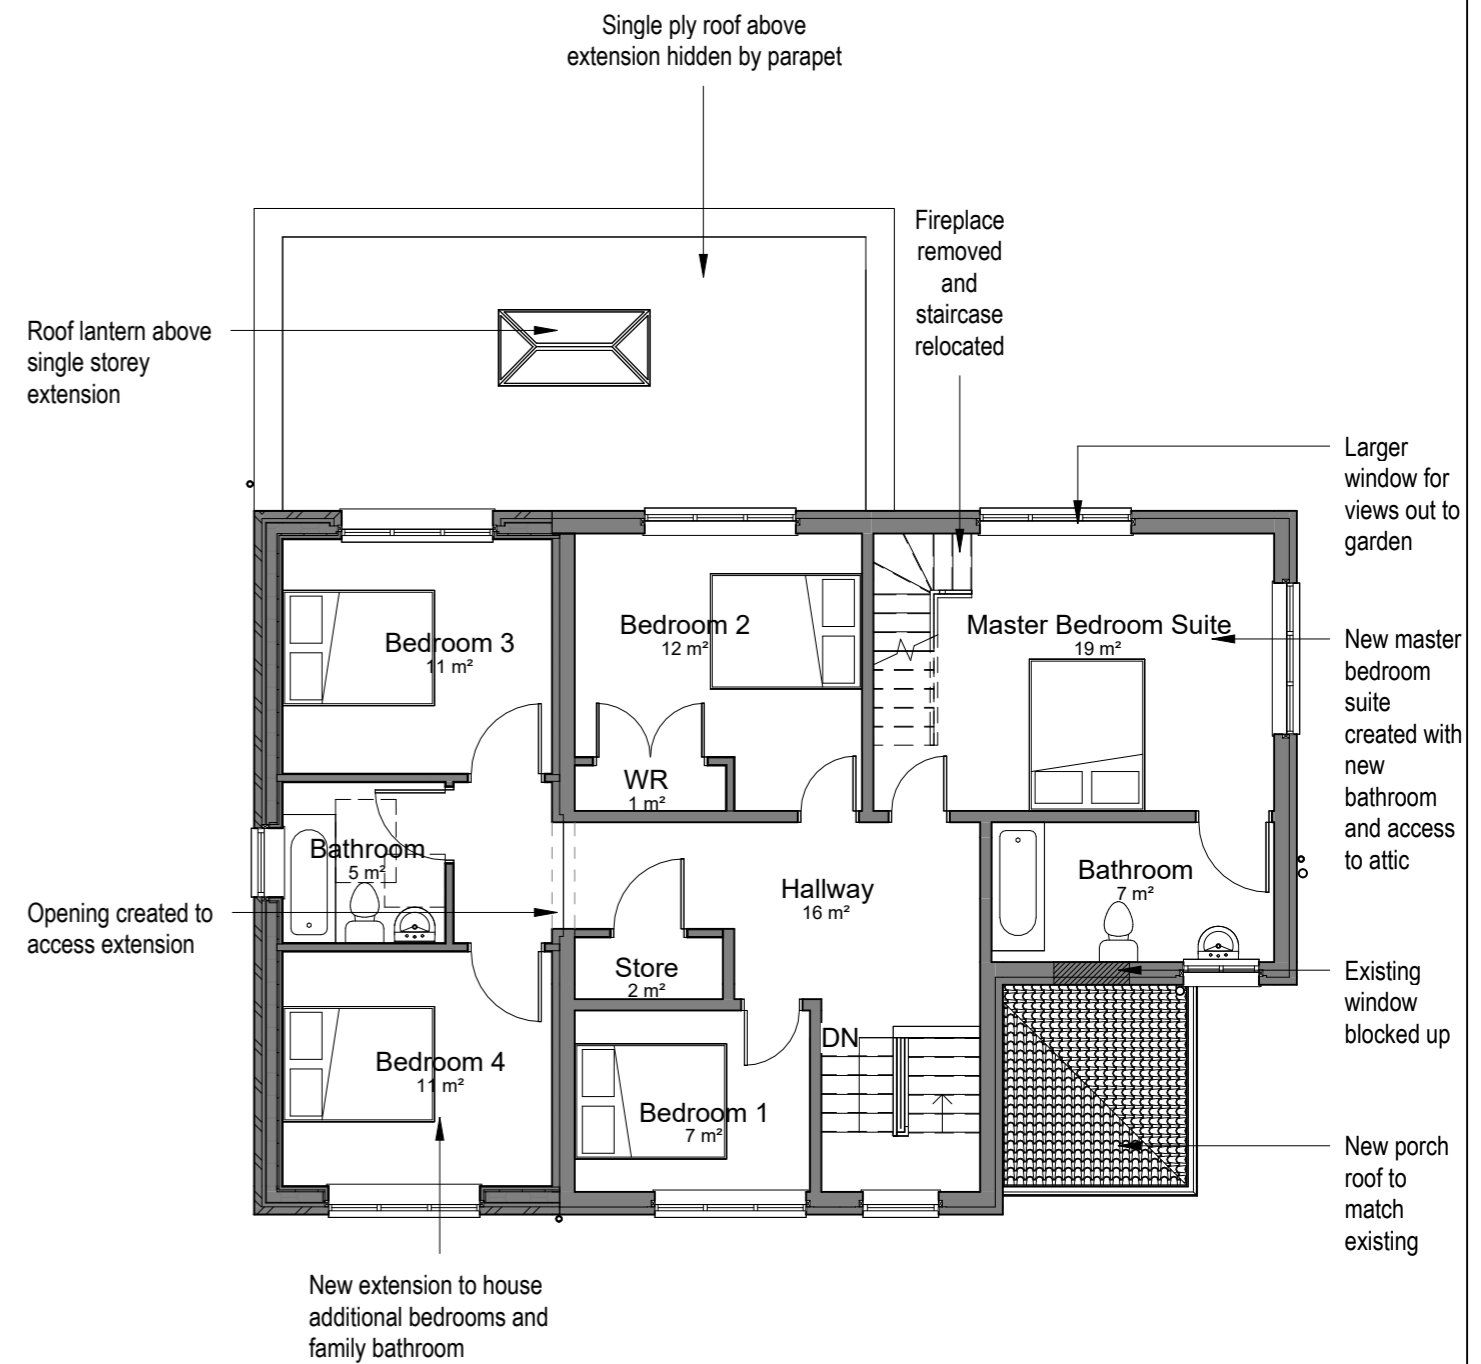 Single ply roof above
extension hidden by parapet
Fireplace
removed
and
staircase
relocated
Roof lantern above
single storey
extension
Larger
window for
views out to
garden
Bedroom 3
11 m²
Bedroom 2
12 m²
Master Bedroom Suite
19 m²
New master
bedroom
suite
created with
new
bathroom
and access
to attic
WR
1 m²
Bathroom
5 m²
Hallway
16 m²
Bathroom
7 m²
Opening created to
access extension
Store
2 m²
Existing
window
blocked up
DN
Bedroom 4
11 m²
Bedroom 1
7 m²
New porch
roof to
match
existing
New extension to house
additional bedrooms and
family bathroom